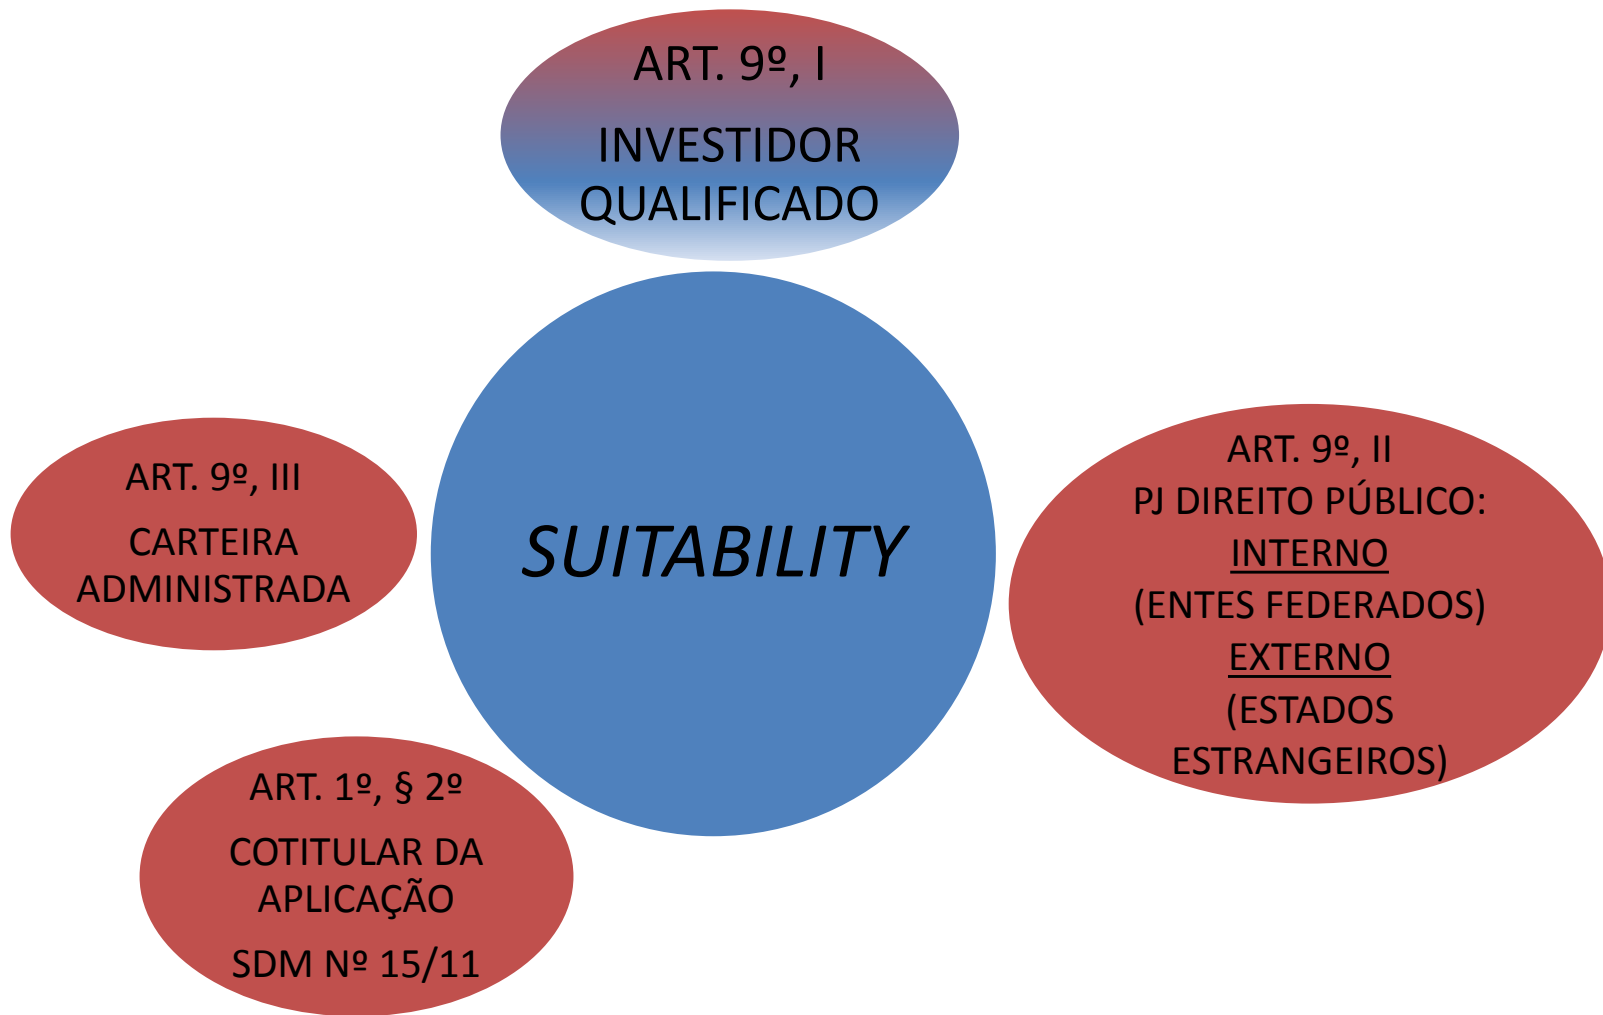 ART. 9º, I
INVESTIDOR
QUALIFICADO
SUITABILITY
ART. 9º, III
CARTEIRA
ADMINISTRADA
ART. 9º, II
PJ DIREITO PÚBLICO:
INTERNO
(ENTES FEDERADOS)
EXTERNO
(ESTADOS
ESTRANGEIROS)
ART. 1º, § 2º
COTITULAR DA
APLICAÇÃO
SDM Nº 15/11